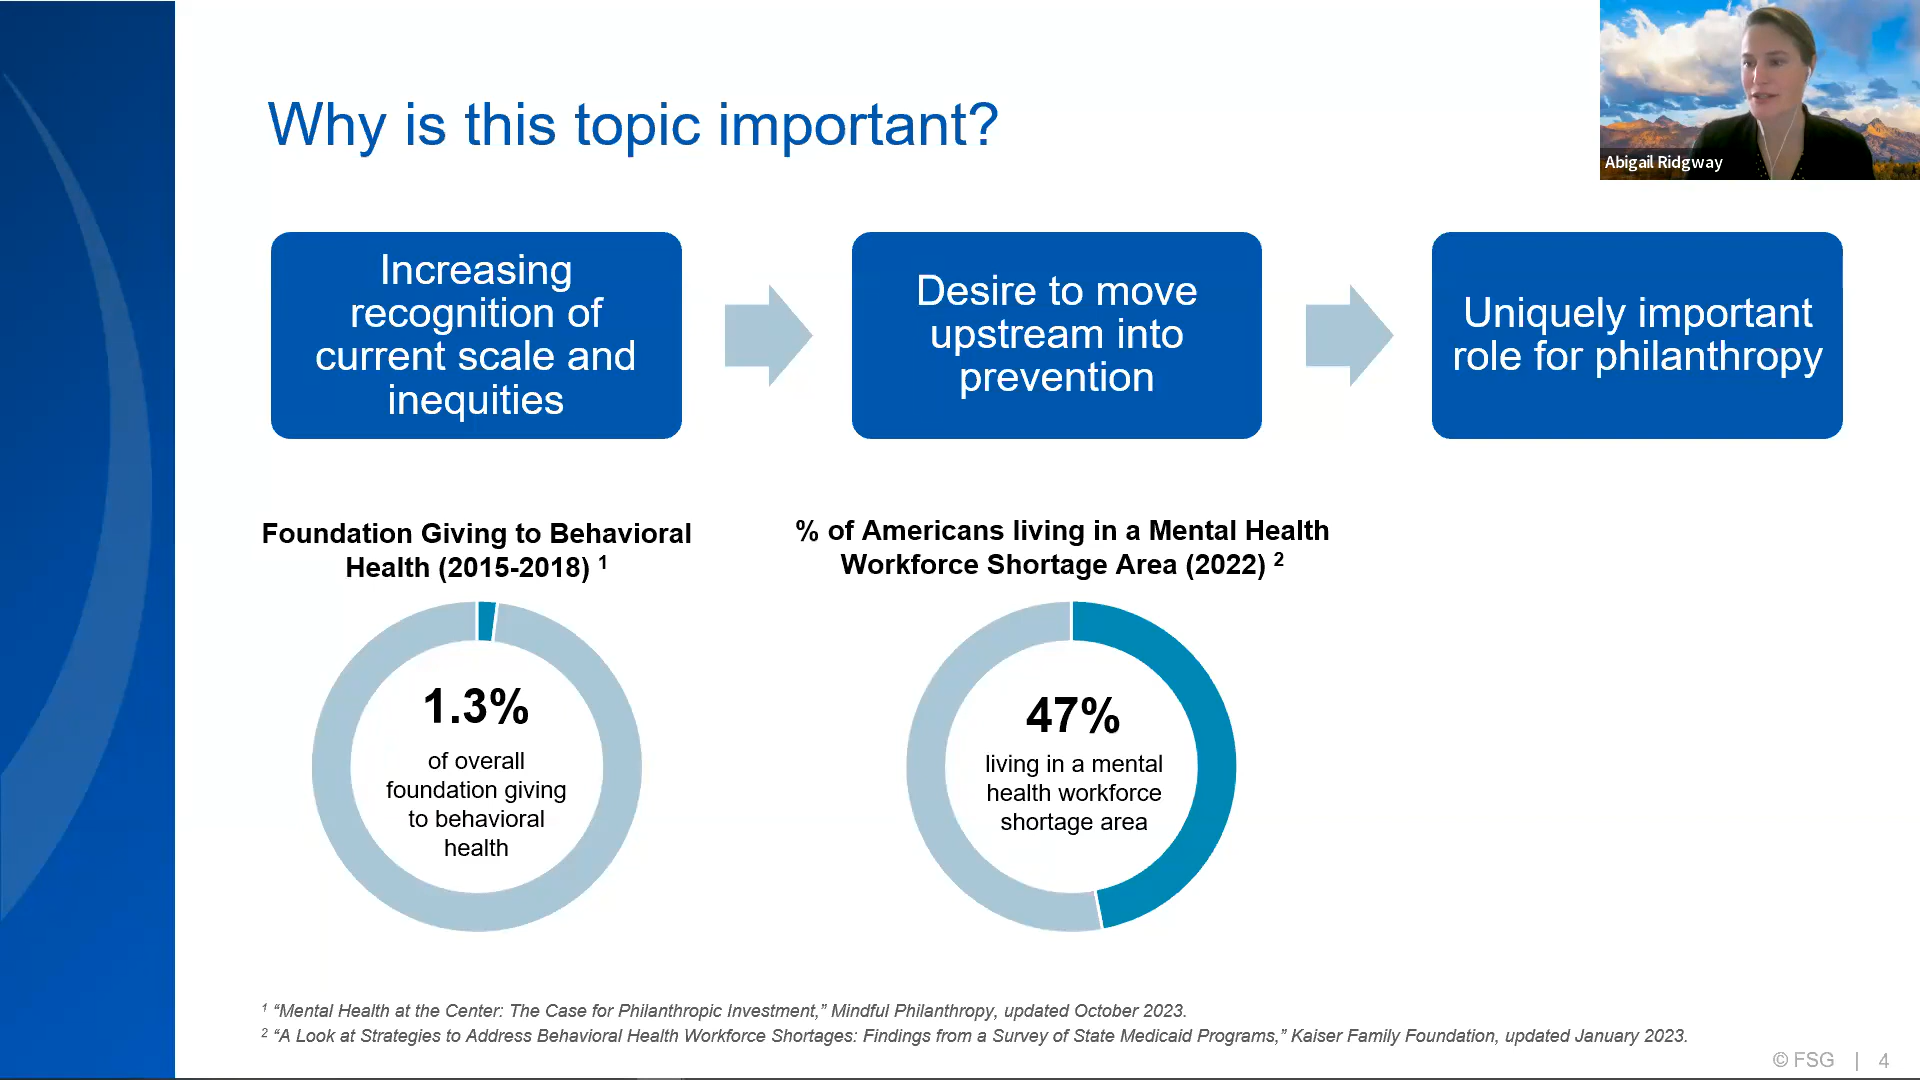 Why is this topic important?
Abigail Ridgway
Increasing
recognition of
current scale and
inequities
Desire to move
upstream into
prevention
Uniquely important
role for philanthropy
Foundation Giving to Behavioral
Health (2015-2018) 1
1.3%
of overall
foundation giving
to behavioral
health
% of Americans living in a Mental Health
Workforce Shortage Area (2022) 2
47%
living in a mental
health workforce
shortage area
1 “Mental Health at the Center: The Case for Philanthropic Investment,” Mindful Philanthropy, updated October 2023.
2 “A Look at Strategies to Address Behavioral Health Workforce Shortages: Findings from a Survey of State Medicaid Programs,” Kaiser Family Foundation, updated January 2023.
© FSG | 4